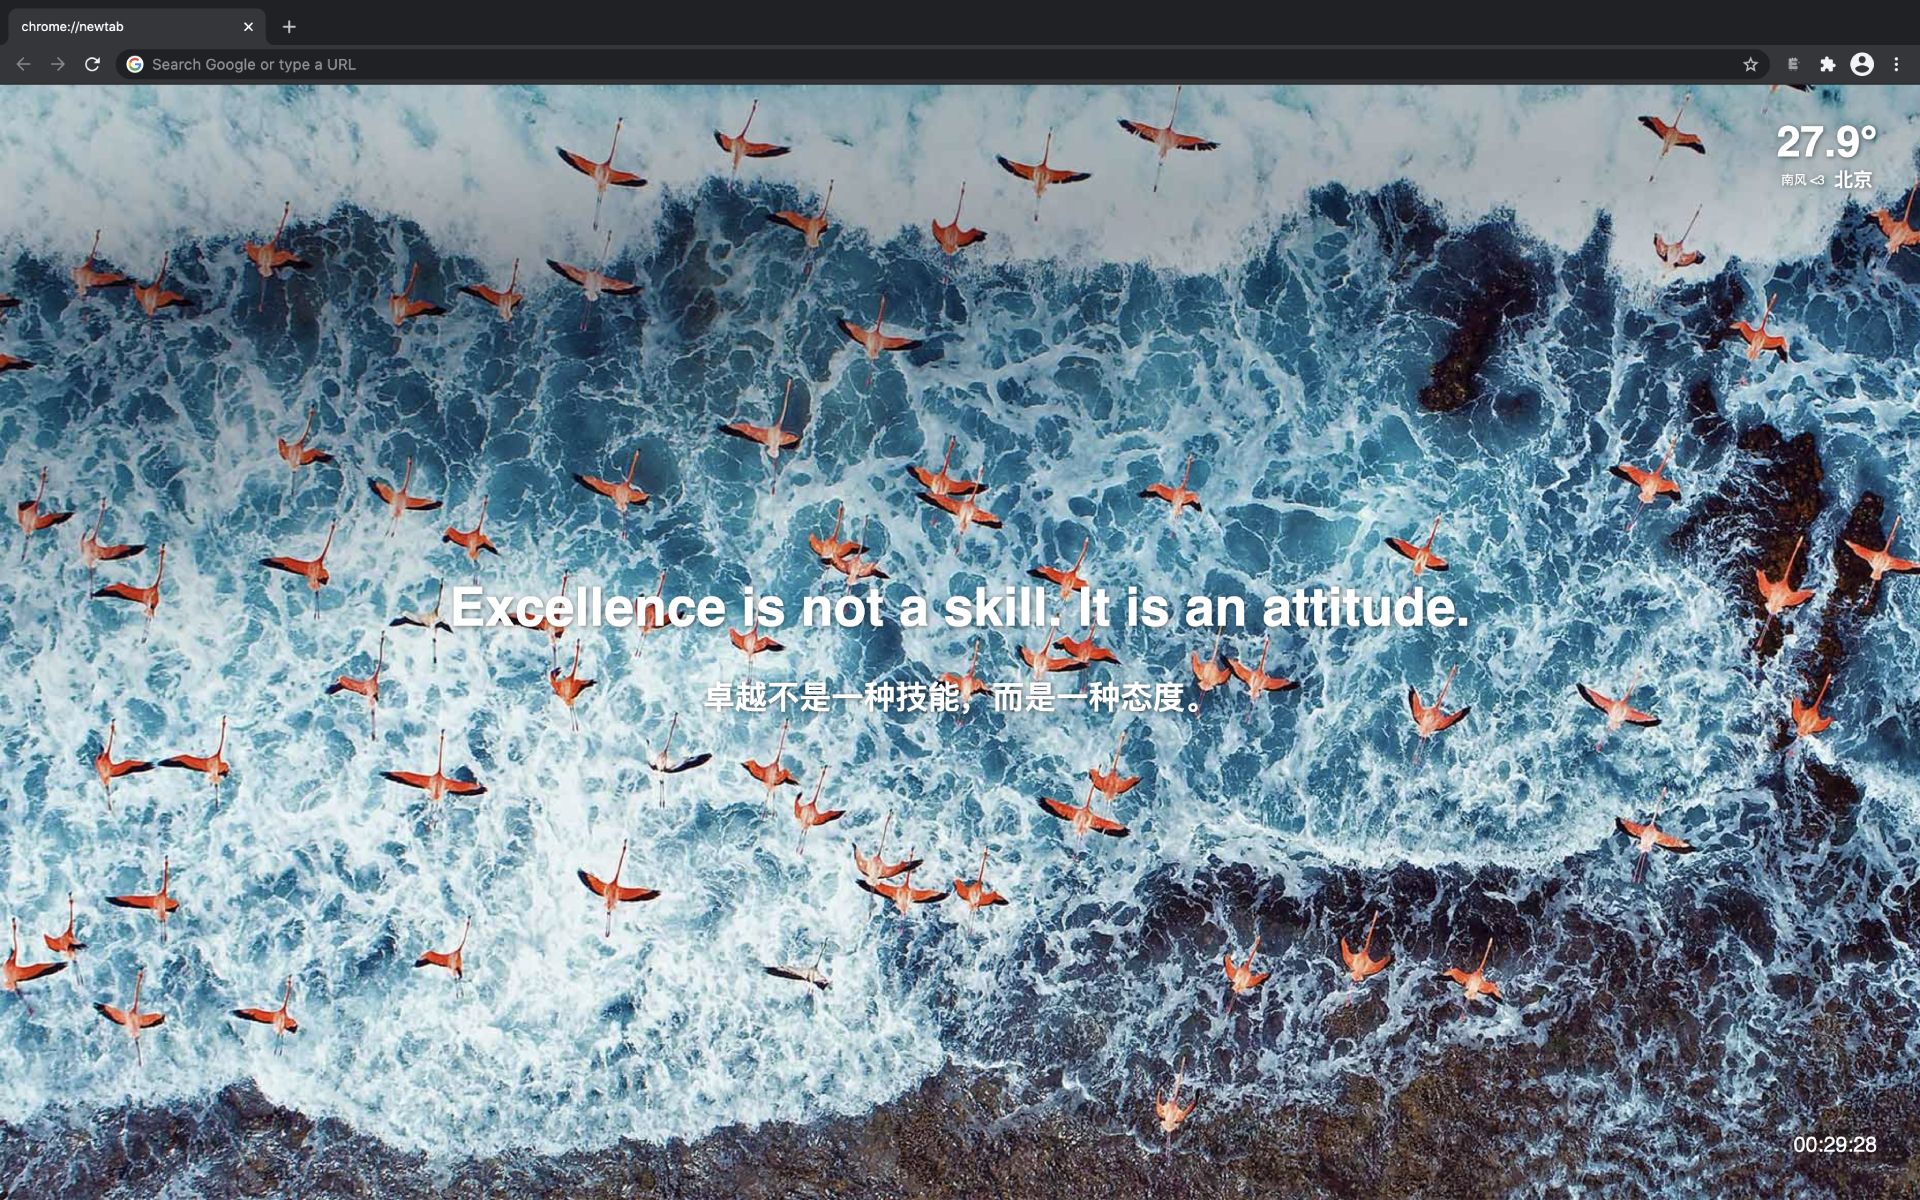 chrome://newtab
Search Google or type a URL
27.9°
南风 <3 北京
Excellence is not a skill. It is an attitude.
卓越不是一种技能，而是一种态度。
00:29:28